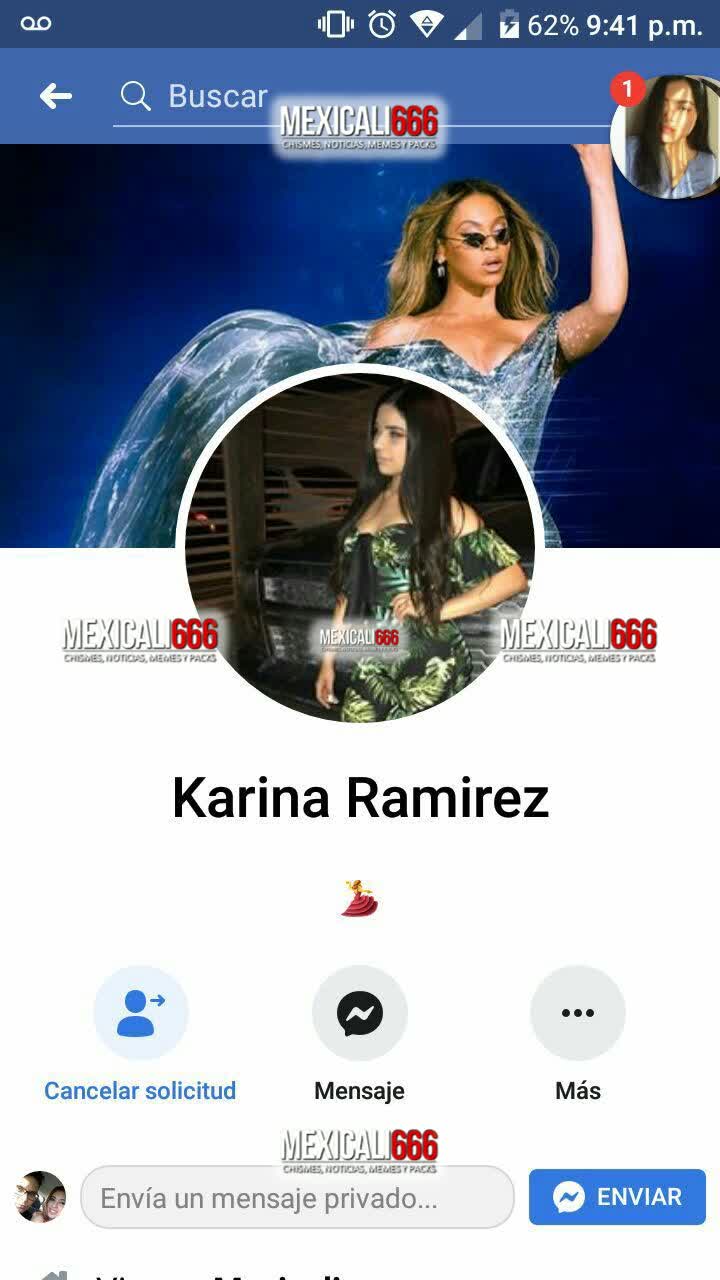 62% 9:41 p.m.
Buscar
1
MEXICALI666
CHISMES, NOTICIAS, MEMES Y PACKS
MEXICALI666
CHISMES, NOTICIAS, MEMES Y PACKS
MEXICALI666
MEXICALI666
CHISMES, NOTICIAS, MEMES Y PACKS
Karina Ramirez
Cancelar solicitud
Mensaje
Más
MEXICALI666
CHISMES, NOTICIAS, MEMES Y PACKS
Envía un mensaje privado...
ENVIAR